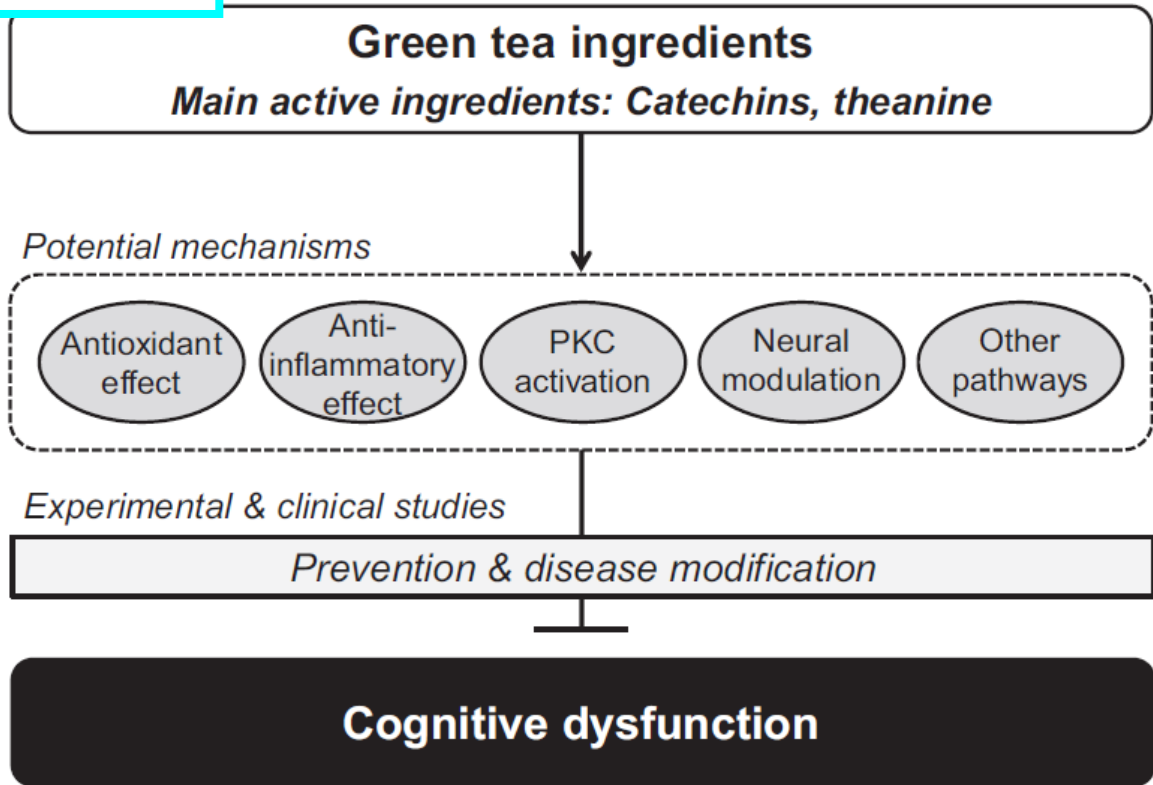 Green tea ingredients
Main active ingredients: Catechins, theanine
Potential mechanisms
Antioxidant
effect
Anti-
inflammatory
effect
PKC
activation
Neural
modulation
Other
pathways
Experimental & clinical studies
Prevention & disease modification
Cognitive dysfunction